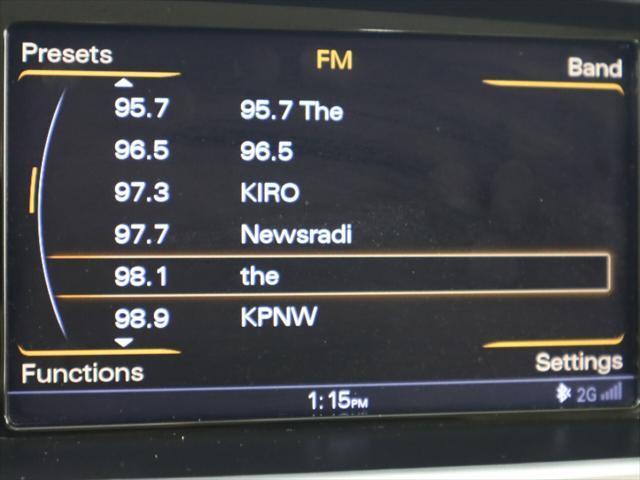 Presets FM Band
95.7 95.7 The
96.5 96.5
97.3 KIRO
97.7 Newsradi
98.1 the
98.9 KPNW
Functions Settings
1:15PM 2G